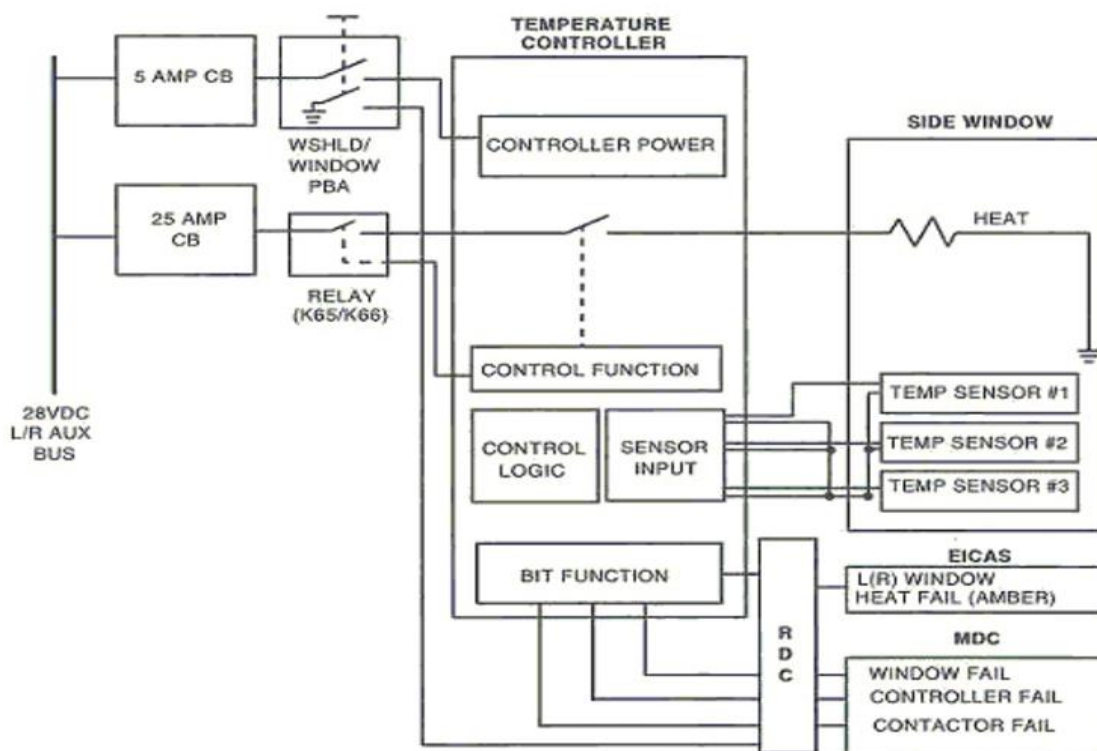 TEMPERATURE
CONTROLLER
5 AMP CB
WSHLD/
WINDOW
PBA
CONTROLLER POWER
SIDE WINDOW
25 AMP
CB
HEAT
RELAY
(K65/K66)
CONTROL FUNCTION
28VDC
L/R AUX
BUS
CONTROL
LOGIC
SENSOR
INPUT
TEMP SENSOR #1
TEMP SENSOR #2
TEMP SENSOR #3
BIT FUNCTION
RDC
EICAS
L(R) WINDOW
HEAT FAIL (AMBER)
MDC
WINDOW FAIL
CONTROLLER FAIL
CONTACTOR FAIL